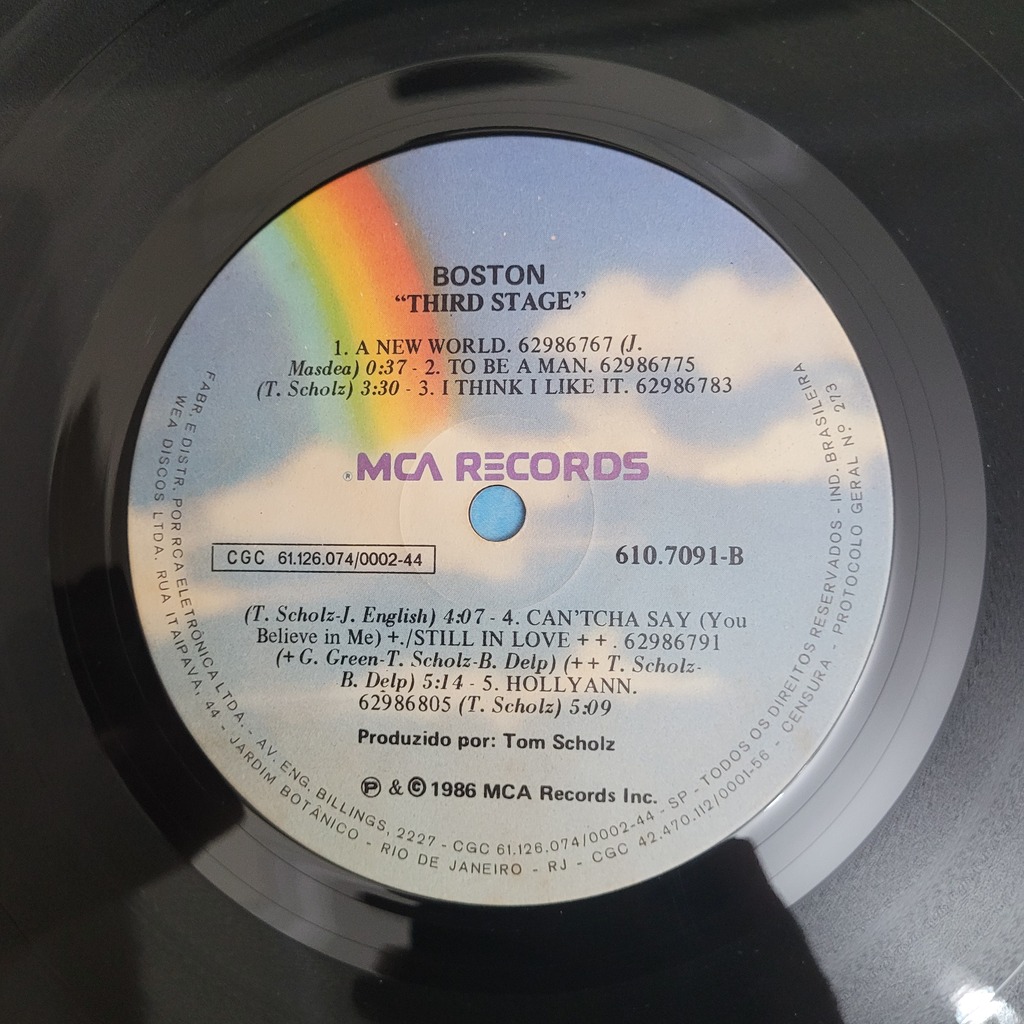 BOSTON
“THIRD STAGE”
1. A NEW WORLD. 62986767 (J.
Masdea) 0:37 - 2. TO BE A MAN. 62986775
(T. Scholz) 3:30 - 3. I THINK I LIKE IT. 62986783
®MCA RECORDS
CGC 61.126.074/0002-44
610.7091-B
(T. Scholz-J. English) 4:07 - 4. CAN'TCHA SAY (You
Believe in Me) +./STILL IN LOVE + + . 62986791
(+ G. Green-T. Scholz-B. Delp) (+ + T. Scholz-
B. Delp) 5:14 - 5. HOLLYANN.
62986805 (T. Scholz) 5:09
Produzido por: Tom Scholz
℗ & © 1986 MCA Records Inc.
FABR. E DISTR. POR RCA ELETRÔNICA LTDA. - AV. ENG. BILLINGS, 2227 - CGC 61.126.074/0002-44 - SP - TODOS OS DIREITOS RESERVADOS - IND. BRASILEIRA
WEA DISCOS LTDA. RUA ITAIPAVA, 44 - JARDIM BOTÂNICO - RIO DE JANEIRO - RJ - CGC 42.470.112/0001-56 - CENSURA - PROTOCOLO GERAL Nº 273